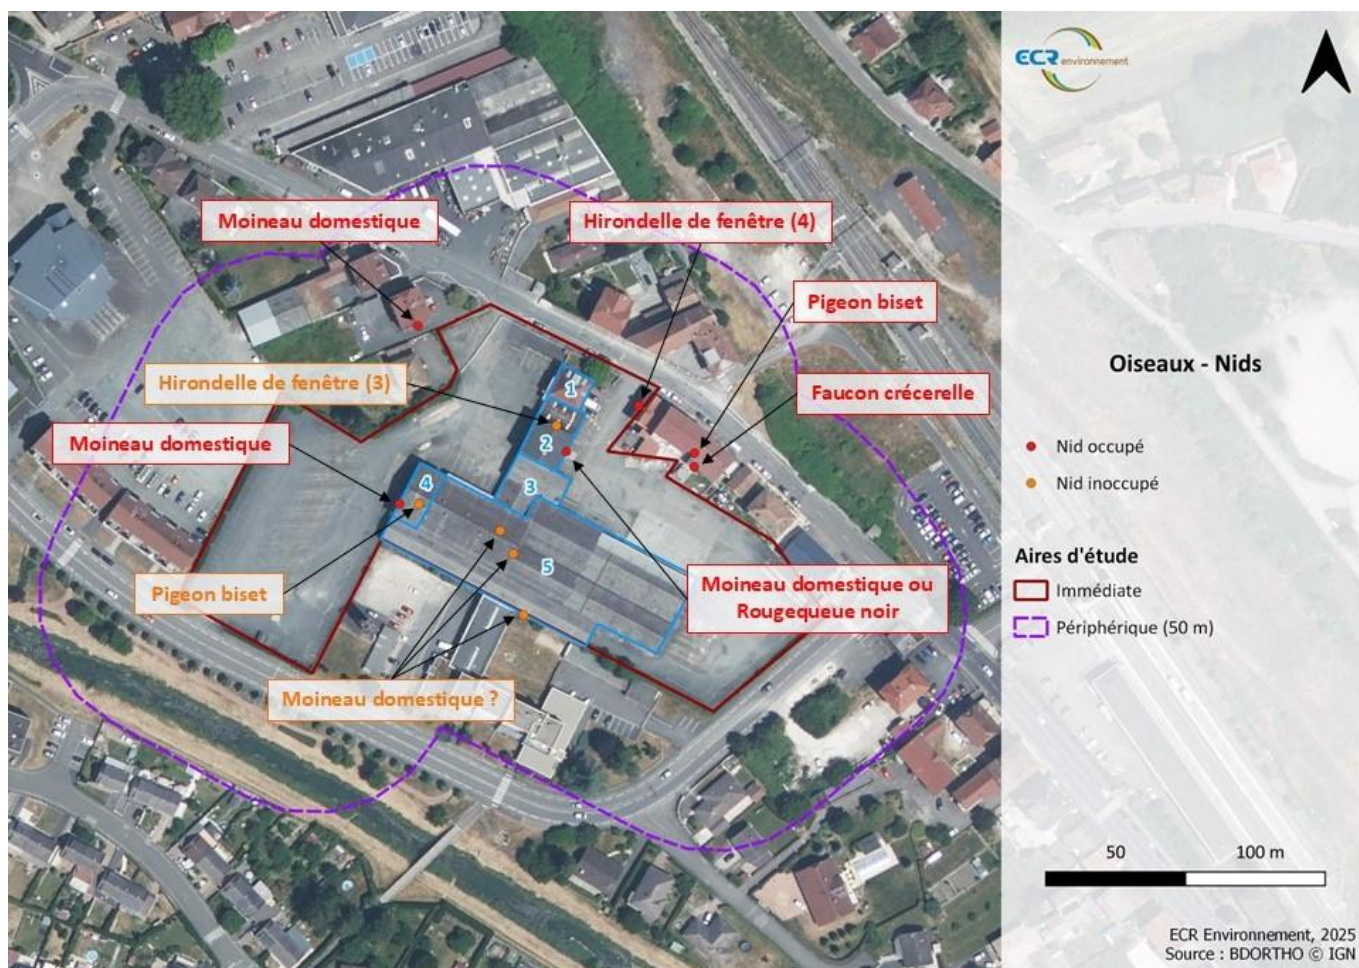 Moineau domestique
Hirondelle de fenêtre (4)
Pigeon biset
Faucon crécerelle
Hirondelle de fenêtre (3)
Moineau domestique
1
2
3
4
5
Pigeon biset
Moineau domestique ou
Rougequeue noir
Moineau domestique ?
ECR environnement
Oiseaux - Nids
Nid occupé
Nid inoccupé
Aires d'étude
Immédiate
Périphérique (50 m)
50 100 m
ECR Environnement, 2025
Source : BDORTHO © IGN